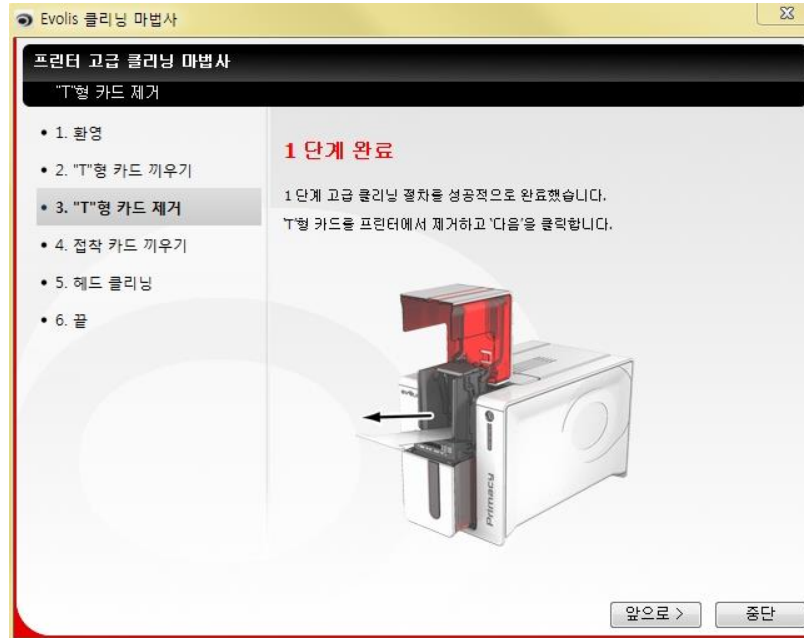 Evolis 클리닝 마법사
프린터 고급 클리닝 마법사
"T"형 카드 제거
• 1. 환영
• 2. "T"형 카드 끼우기
• 3. "T"형 카드 제거
• 4. 접착 카드 끼우기
• 5. 헤드 클리닝
• 6. 끝
1 단계 완료
1 단계 고급 클리닝 절차를 성공적으로 완료했습니다.
'T'형 카드를 프린터에서 제거하고 '다음'을 클릭합니다.
evolis
Primacy
앞으로 >
중단